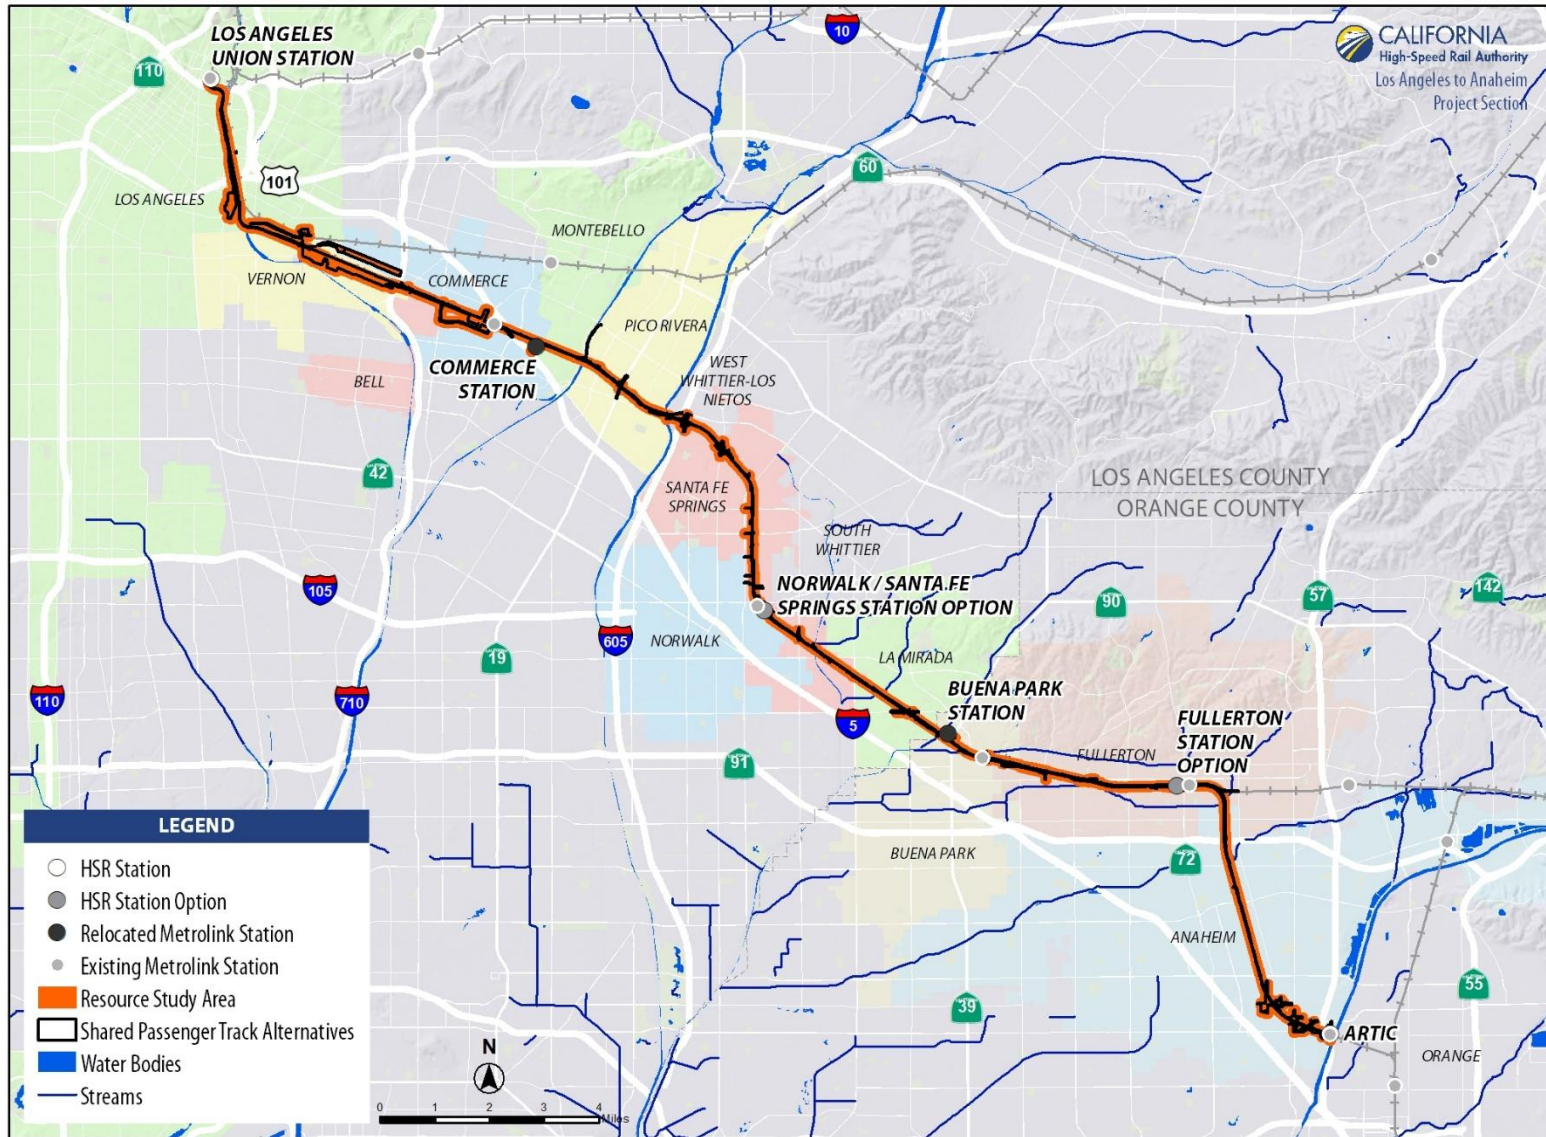 LOS ANGELES
UNION STATION
110
10
CALIFORNIA
High-Speed Rail Authority
Los Angeles to Anaheim
Project Section
101
60
LOS ANGELES
MONTEBELLO
VERNON
COMMERCE
PICO RIVERA
COMMERCE
STATION
WEST
WHITTIER-LOS
NIETOS
BELL
42
SANTA FE
SPRINGS
LOS ANGELES COUNTY
ORANGE COUNTY
SOUTH
WHITTIER
105
NORWALK / SANTA FE
SPRINGS STATION OPTION
90
57
142
605
NORWALK
19
LA MIRADA
110
710
BUENA PARK
STATION
5
FULLERTON
STATION
OPTION
91
FULLERTON
BUENA PARK
72
ANAHEIM
39
55
ARTIC
ORANGE
LEGEND
HSR Station
HSR Station Option
Relocated Metrolink Station
Existing Metrolink Station
Resource Study Area
Shared Passenger Track Alternatives
Water Bodies
Streams
N
0 1 2 3 4
Miles